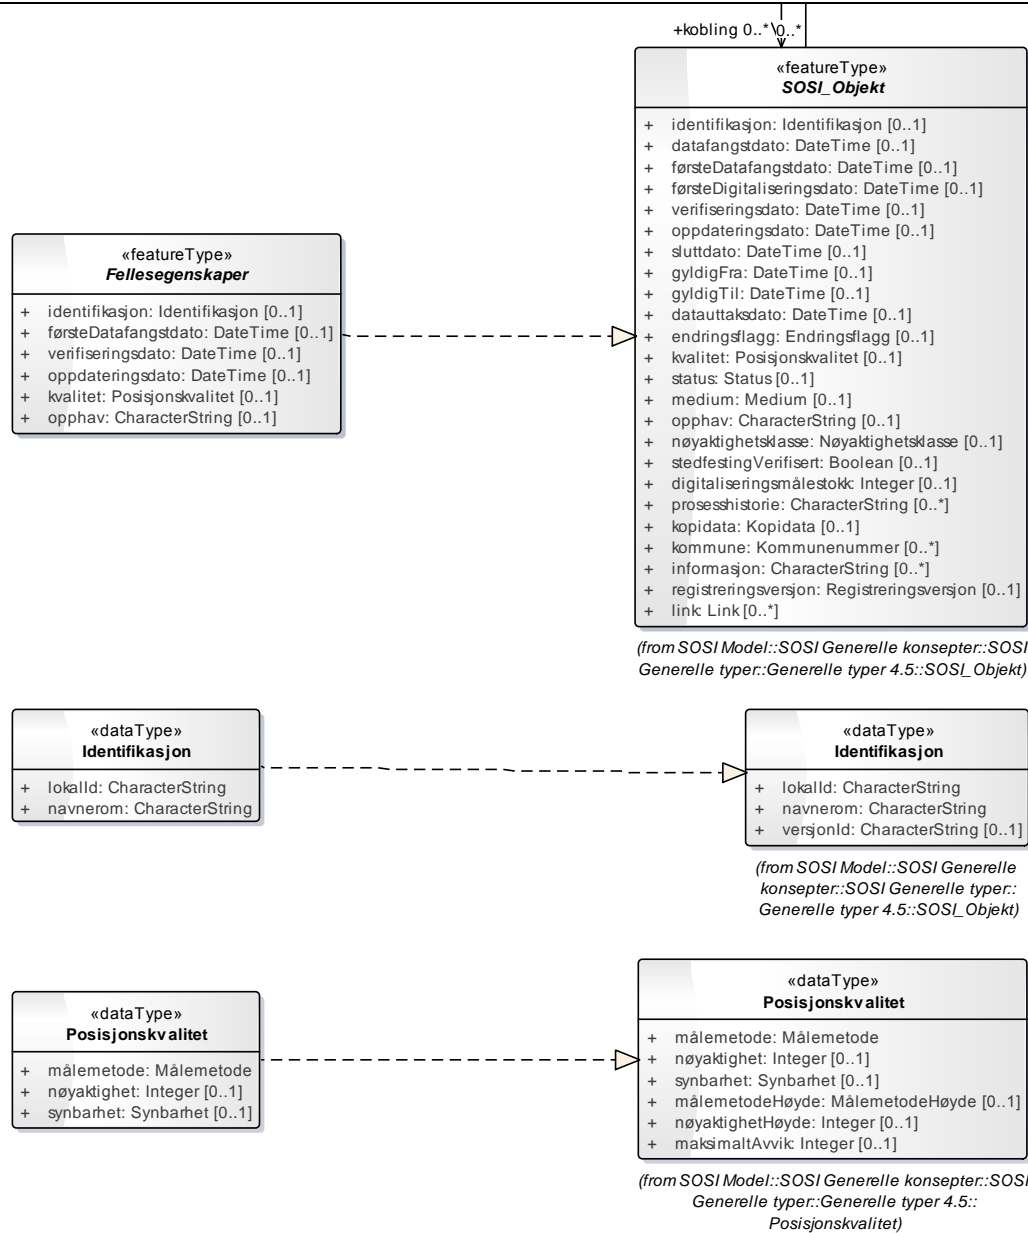 +kobling 0..* \0..*
«featureType»
SOSI_Objekt
+ identifikasjon: Identifikasjon [0..1]
+ datafangstdato: DateTime [0..1]
+ førsteDatafangstdato: DateTime [0..1]
+ førsteDigitaliseringsdato: DateTime [0..1]
+ verifiseringsdato: DateTime [0..1]
+ oppdateringsdato: DateTime [0..1]
+ sluttdato: DateTime [0..1]
+ gyldigFra: DateTime [0..1]
+ gyldigTil: DateTime [0..1]
+ datauttaksdato: DateTime [0..1]
+ endringsflagg: Endringsflagg [0..1]
+ kvalitet: Posisjonskvalitet [0..1]
+ status: Status [0..1]
+ medium: Medium [0..1]
+ opphav: CharacterString [0..1]
+ nøyaktighetsklasse: Nøyaktighetsklasse [0..1]
+ stedfestingVerifisert: Boolean [0..1]
+ digitaliseringsmålestokk: Integer [0..1]
+ prosesshistorie: CharacterString [0..*]
+ kopidata: Kopidata [0..1]
+ kommune: Kommunenummer [0..*]
+ informasjon: CharacterString [0..*]
+ registreringsversjon: Registreringsversjon [0..1]
+ link: Link [0..*]
(from SOSI Model::SOSI Generelle konsepter::SOSI
Generelle typer::Generelle typer 4.5::SOSI_Objekt)
«featureType»
Fellesegenskaper
+ identifikasjon: Identifikasjon [0..1]
+ førsteDatafangstdato: DateTime [0..1]
+ verifiseringsdato: DateTime [0..1]
+ oppdateringsdato: DateTime [0..1]
+ kvalitet: Posisjonskvalitet [0..1]
+ opphav: CharacterString [0..1]
«dataType»
Identifikasjon
+ lokalId: CharacterString
+ navnerom: CharacterString
«dataType»
Identifikasjon
+ lokalId: CharacterString
+ navnerom: CharacterString
+ versjonId: CharacterString [0..1]
(from SOSI Model::SOSI Generelle
konsepter::SOSI Generelle typer::
Generelle typer 4.5::SOSI_Objekt)
«dataType»
Posisjonskvalitet
+ målemetode: Målemetode
+ nøyaktighet: Integer [0..1]
+ synbarhet: Synbarhet [0..1]
«dataType»
Posisjonskvalitet
+ målemetode: Målemetode
+ nøyaktighet: Integer [0..1]
+ synbarhet: Synbarhet [0..1]
+ målemetodeHøyde: MålemetodeHøyde [0..1]
+ nøyaktighetHøyde: Integer [0..1]
+ maksimaltAvvik: Integer [0..1]
(from SOSI Model::SOSI Generelle konsepter::SOSI
Generelle typer::Generelle typer 4.5::
Posisjonskvalitet)